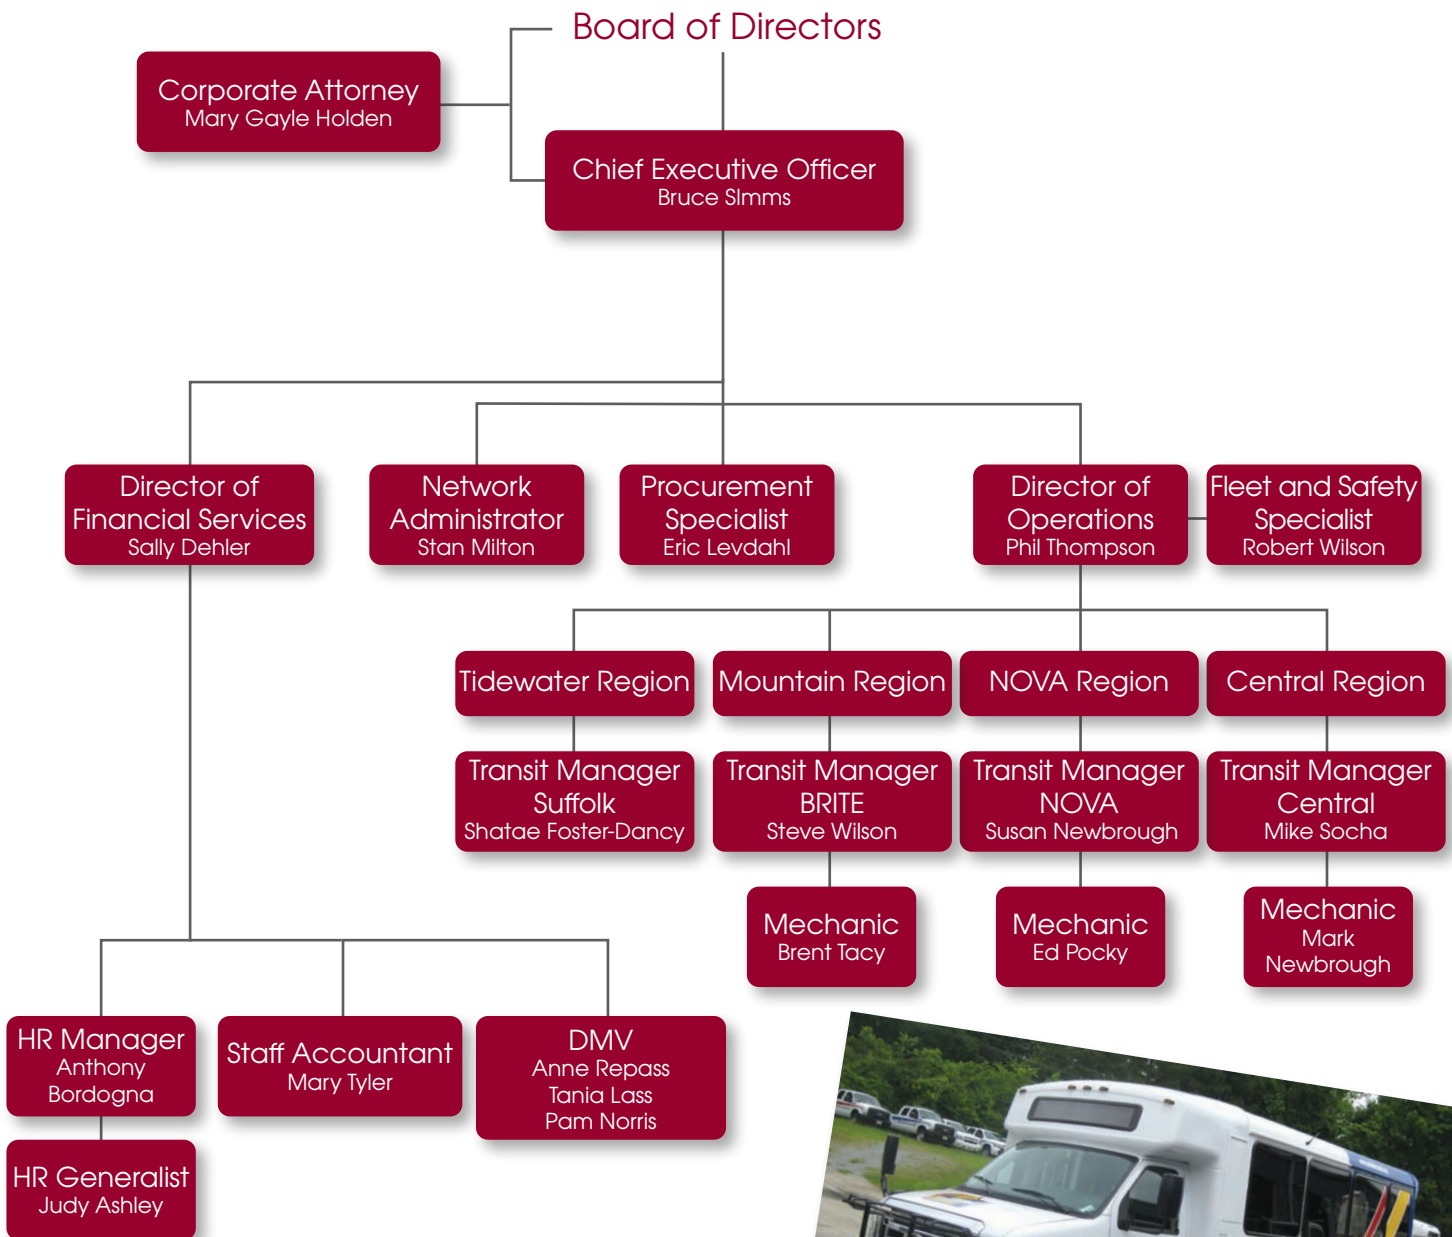 Board of Directors
Corporate Attorney
Mary Gayle Holden
Chief Executive Officer
Bruce SImms
Director of
Financial Services
Sally Dehler
Network
Administrator
Stan Milton
Procurement
Specialist
Eric Levdahl
Director of
Operations
Phil Thompson
Fleet and Safety
Specialist
Robert Wilson
Tidewater Region
Mountain Region
NOVA Region
Central Region
Transit Manager
Suffolk
Shatae Foster-Dancy
Transit Manager
BRITE
Steve Wilson
Transit Manager
NOVA
Susan Newbrough
Transit Manager
Central
Mike Socha
Mechanic
Brent Tacy
Mechanic
Ed Pocky
Mechanic
Mark
Newbrough
HR Manager
Anthony
Bordogna
Staff Accountant
Mary Tyler
DMV
Anne Repass
Tania Lass
Pam Norris
HR Generalist
Judy Ashley